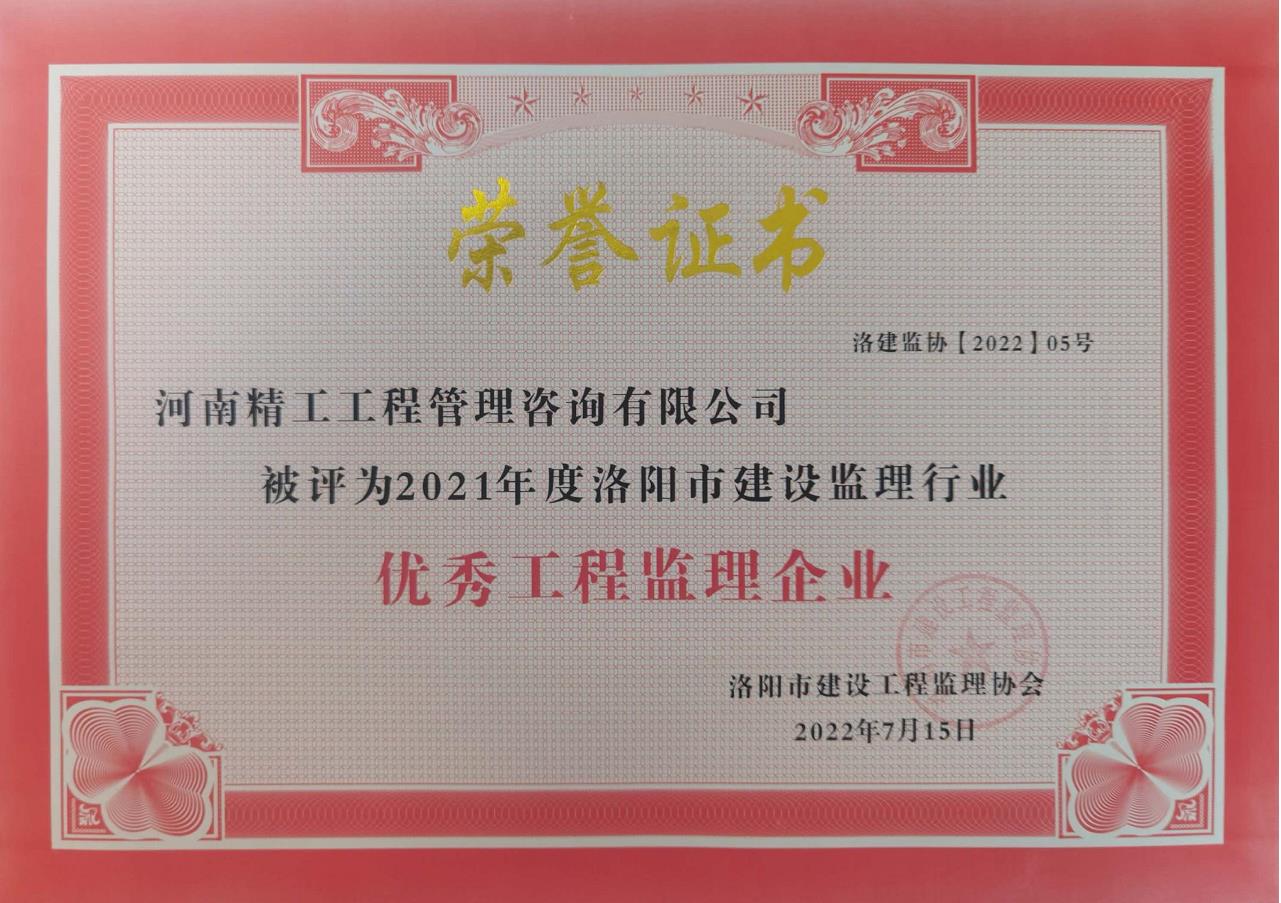 荣誉证书
洛建监协【2022】05号
河南精工工程管理咨询有限公司
被评为2021年度洛阳市建设监理行业
优秀工程监理企业
洛阳市建设工程监理协会
2022年7月15日